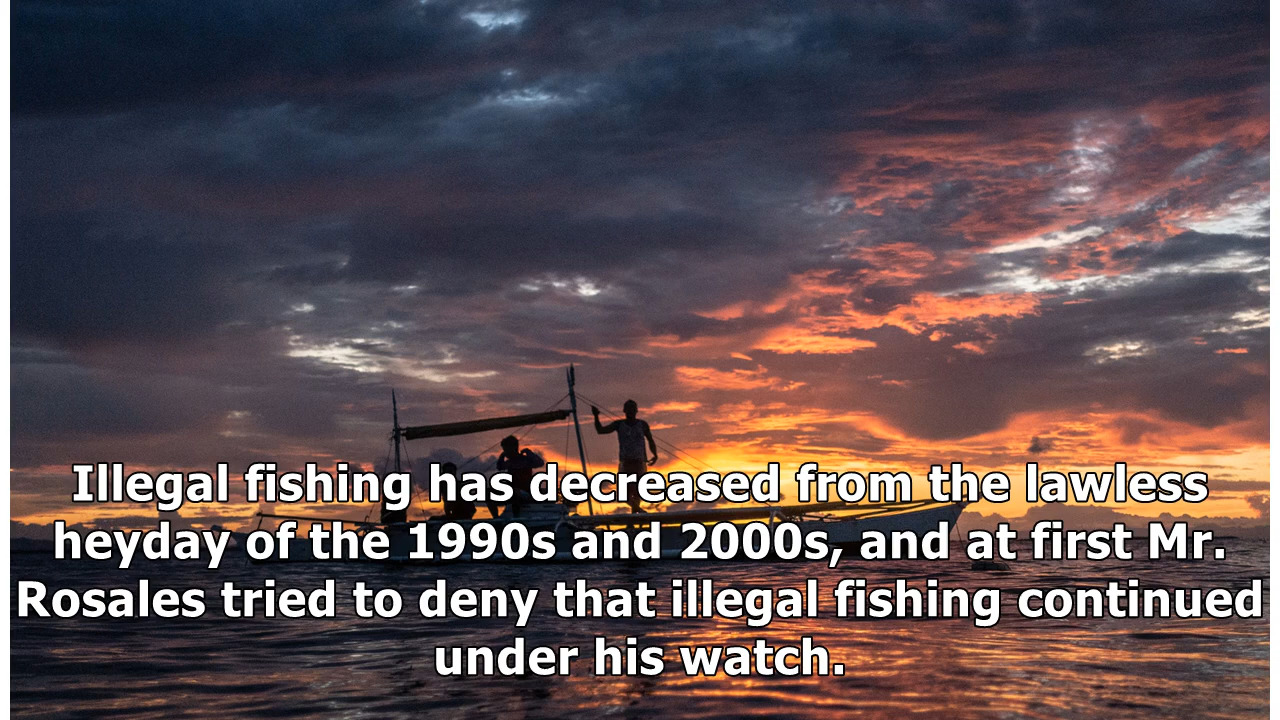 Illegal fishing has decreased from the lawless
heyday of the 1990s and 2000s, and at first Mr.
Rosales tried to deny that illegal fishing continued
under his watch.